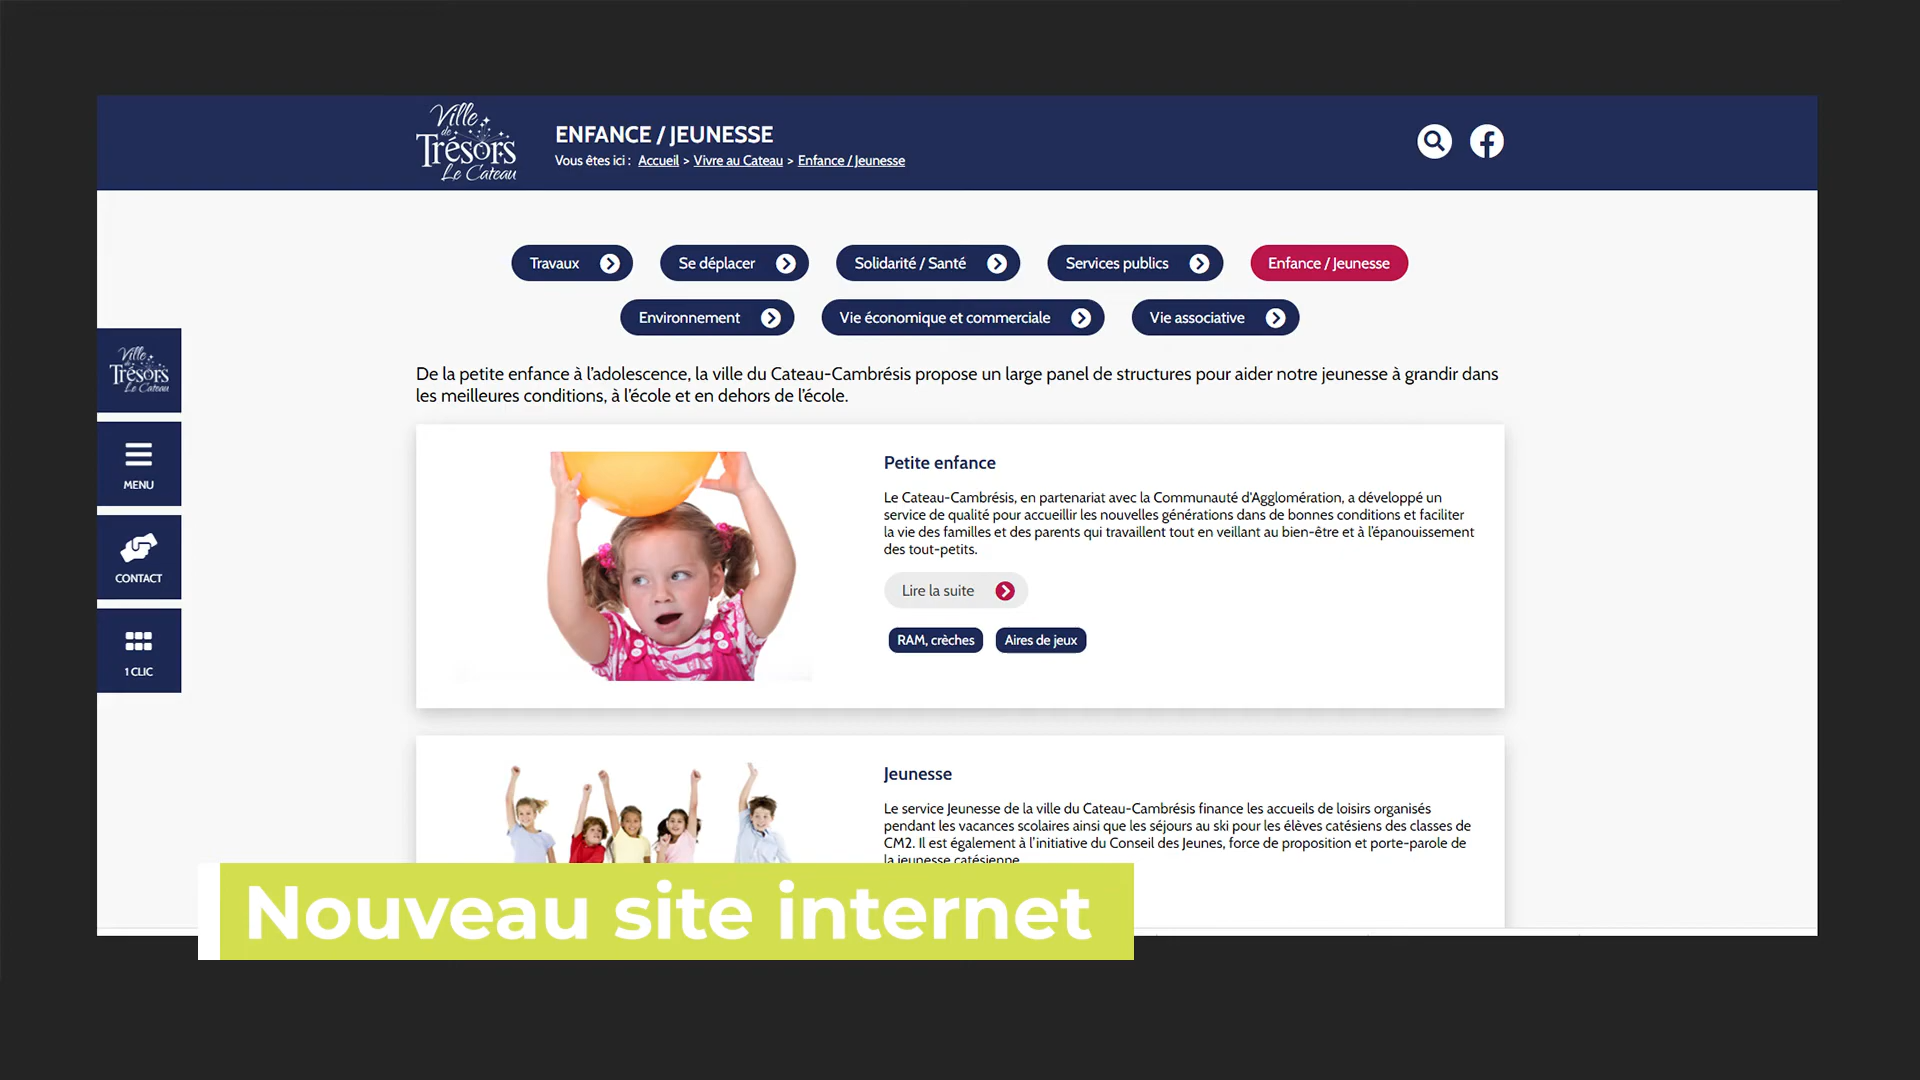 Ville
de
Trésors
Le Cateau
ENFANCE / JEUNESSE
Vous êtes ici : Accueil > Vivre au Cateau > Enfance / Jeunesse
Travaux
Se déplacer
Solidarité / Santé
Services publics
Enfance / Jeunesse
Environnement
Vie économique et commerciale
Vie associative
Ville
de
Trésors
Le Cateau
MENU
CONTACT
1 CLIC
De la petite enfance à l'adolescence, la ville du Cateau-Cambrésis propose un large panel de structures pour aider notre jeunesse à grandir dans
les meilleures conditions, à l'école et en dehors de l'école.
Petite enfance
Le Cateau-Cambrésis, en partenariat avec la Communauté d'Agglomération, a développé un
service de qualité pour accueillir les nouvelles générations dans de bonnes conditions et faciliter
la vie des familles et des parents qui travaillent tout en veillant au bien-être et à l'épanouissement
des tout-petits.
Lire la suite
RAM, crèches
Aires de jeux
Jeunesse
Le service Jeunesse de la ville du Cateau-Cambrésis finance les accueils de loisirs organisés
pendant les vacances scolaires ainsi que les séjours au ski pour les élèves catésiens des classes de
CM2. Il est également à l'initiative du Conseil des Jeunes, force de proposition et porte-parole de
la jeunesse catésienne
Nouveau site internet